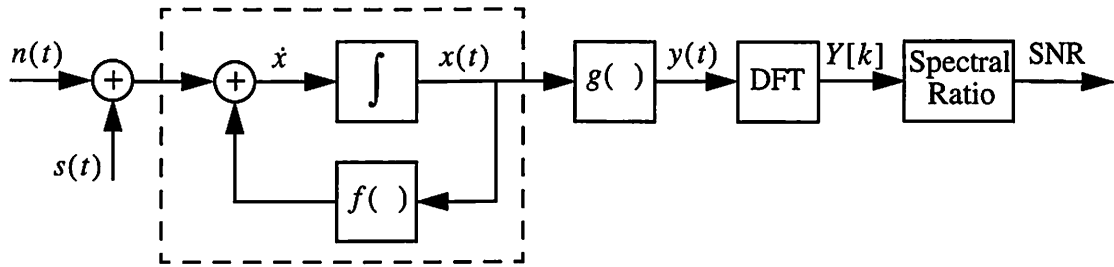 n(t)
+
s(t)
+
ẋ
∫
x(t)
f( )
g( )
y(t)
DFT
Y[k]
Spectral
Ratio
SNR